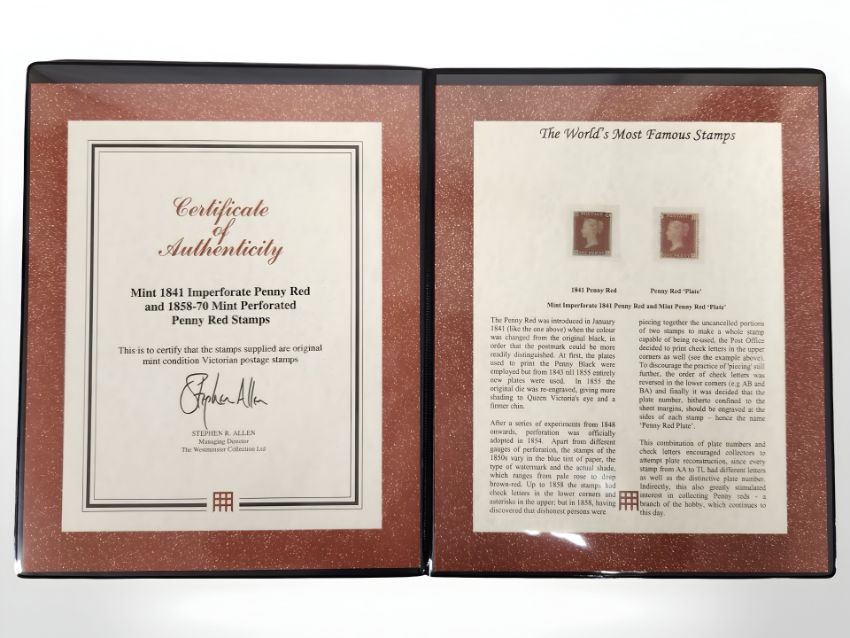 Certificate
of
Authenticity
Mint 1841 Imperforate Penny Red
and 1858-70 Mint Perforated
Penny Red Stamps
This is to certify that the stamps supplied are original
mint condition Victorian postage stamps
Stephen Allen
STEPHEN R. ALLEN
Managing Director
The Westminster Collection Ltd
The World's Most Famous Stamps
POSTAGE
POSTAGE
1841 Penny Red
Penny Red 'Plate'
Mint Imperforate 1841 Penny Red and Mint Penny Red 'Plate'
The Penny Red was introduced in January
1841 (like the one above) when the colour
was changed from the original black, in
order that the postmark could be more
readily distinguished. At first, the plates
used to print the Penny Black were
employed but from 1843 till 1855 entirely
new plates were used. In 1855 the
original die was re-engraved, giving more
shading to Queen Victoria's eye and a
firmer chin.
After a series of experiments from 1848
onwards, perforation was officially
adopted in 1854. Apart from different
gauges of perforation, the stamps of the
1850s vary in the blue tint of paper, the
type of watermark and the actual shade,
which ranges from pale rose to deep
brown-red. Up to 1858 the stamps had
check letters in the lower corners and
asterisks in the upper; but in 1858, having
discovered that dishonest persons were
piecing together the uncancelled portions
of two stamps to make a whole stamp
capable of being re-used, the Post Office
decided to print check letters in the upper
corners as well (see the example above).
To discourage the practice of 'piecing' still
further, the order of check letters was
reversed in the lower corners (e.g AB and
BA) and finally it was decided that the
plate number, hitherto confined to the
sheet margins, should be engraved at the
sides of each stamp – hence the name
'Penny Red Plate'.
This combination of plate numbers and
check letters encouraged collectors to
attempt plate reconstruction, since every
stamp from AA to TL had different letters
as well as the distinctive plate number.
Indirectly, this also greatly stimulated
interest in collecting Penny reds - a
branch of the hobby, which continues to
this day.